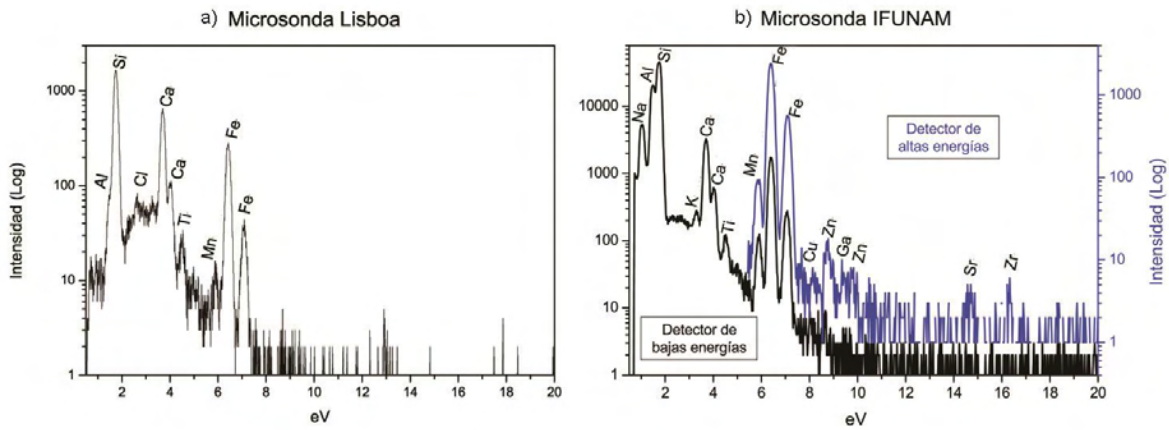 a) Microsonda Lisboa
Intensidad (Log)
1000
100
10
1
Al
Si
Cl
Ca
Ca
Ti
Mn
Fe
Fe
2 4 6 8 10 12 14 16 18 20
eV
b) Microsonda IFUNAM
Intensidad (Log)
10000
1000
100
10
1
Na
Al
Si
K
Ca
Ca
Ti
Mn
Fe
Fe
Cu
Zn
Ga
Zn
Sr
Zr
Detector de
altas energías
Detector de
bajas energías
1000
100
10
1
Intensidad (Log)
2 4 6 8 10 12 14 16 18 20
eV